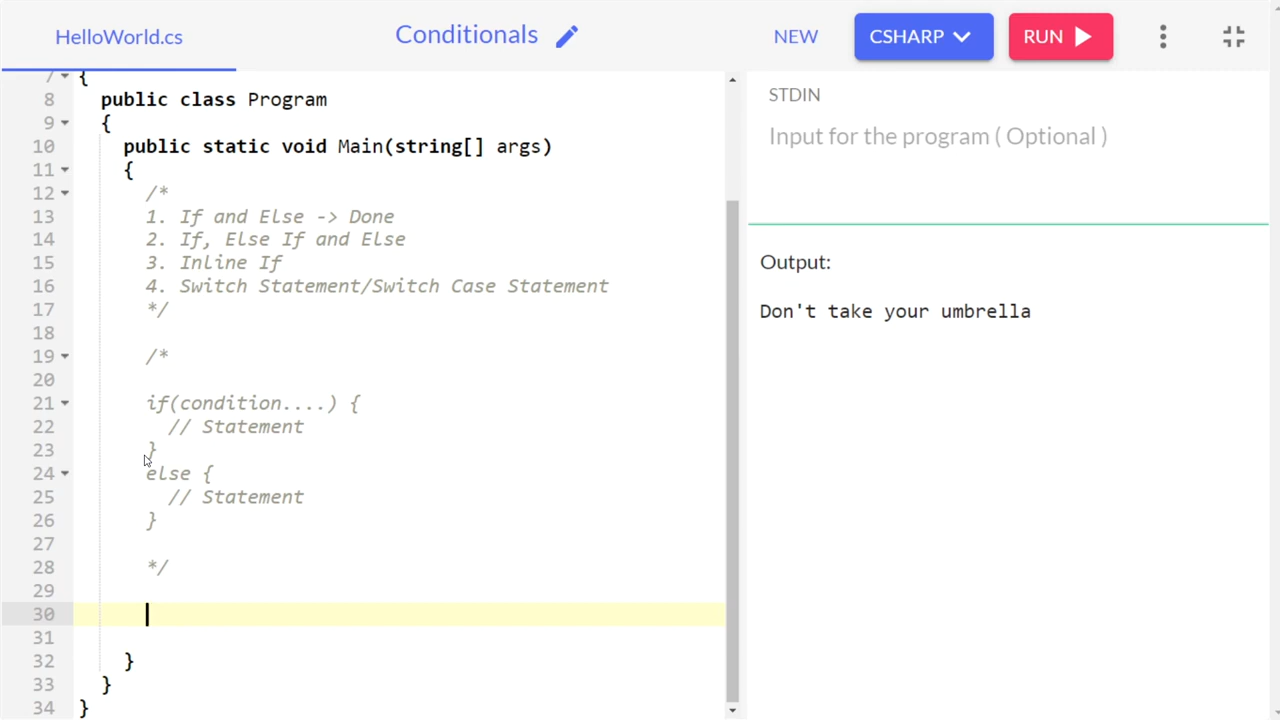 HelloWorld.cs
Conditionals
NEW
CSHARP
RUN
7 {
8 public class Program
9 {
10 public static void Main(string[] args)
11 {
12 /*
13 1. If and Else -> Done
14 2. If, Else If and Else
15 3. Inline If
16 4. Switch Statement/Switch Case Statement
17 */
18
19 /*
20
21 if(condition....) {
22 // Statement
23 }
24 else {
25 // Statement
26 }
27
28 */
29
30
31
32 }
33 }
34 }
STDIN
Input for the program ( Optional )
Output:
Don't take your umbrella